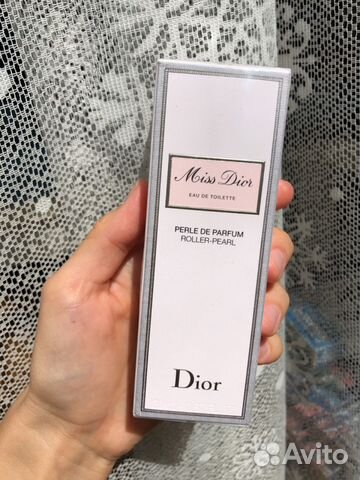 Miss Dior
EAU DE TOILETTE
PERLE DE PARFUM
ROLLER-PEARL
Dior
Avito